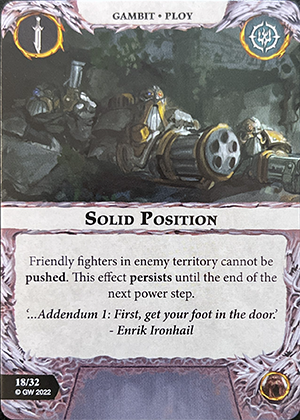 GAMBIT • PLOY
SOLID POSITION
Friendly fighters in enemy territory cannot be
pushed. This effect persists until the end of the
next power step.
‘...Addendum 1: First, get your foot in the door.’
- Enrik Ironhail
18/32
© GW 2022